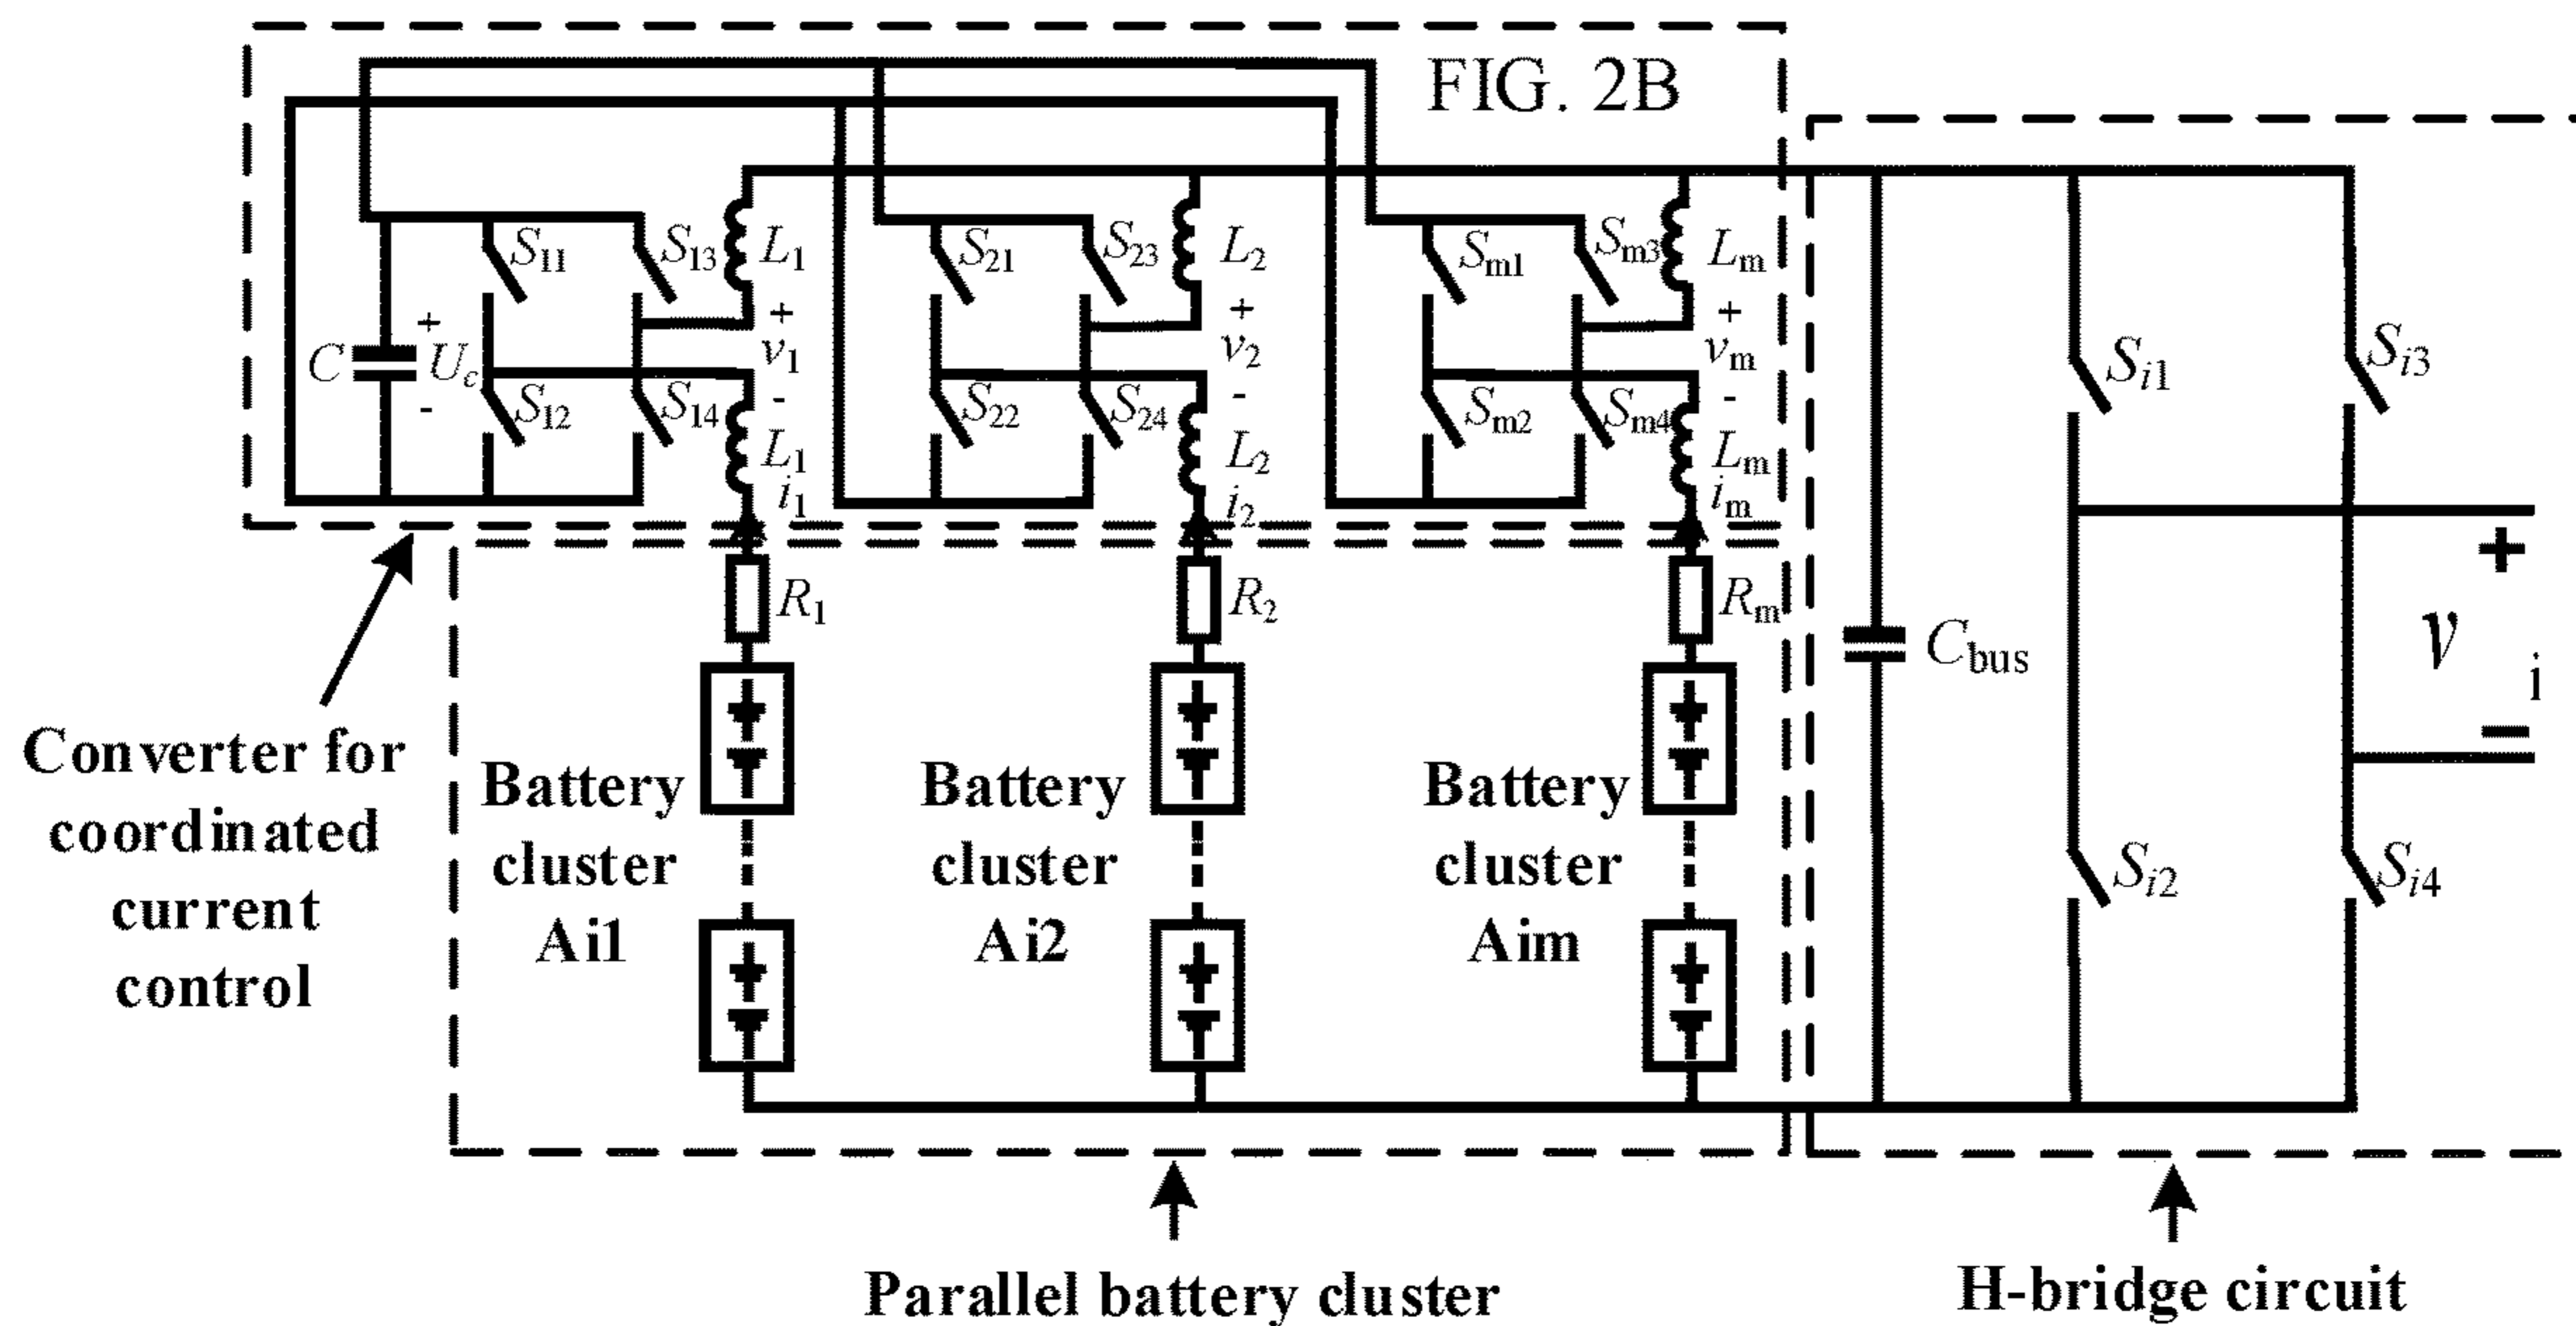 FIG. 2B
S11
S13
L1
S21
S23
L2
Sm1
Sm3
Lm
+
v1
+
v2
+
vm
C
+
Uc
-
S12
S14
-
L1
i1
S22
S24
-
L2
i2
Sm2
Sm4
-
Lm
im
Si1
Si3
+
v i
−
R1
R2
Rm
Cbus
Converter for
coordinated
current
control
Battery
cluster
Ai1
Battery
cluster
Ai2
Battery
cluster
Aim
Si2
Si4
Parallel battery cluster
H-bridge circuit